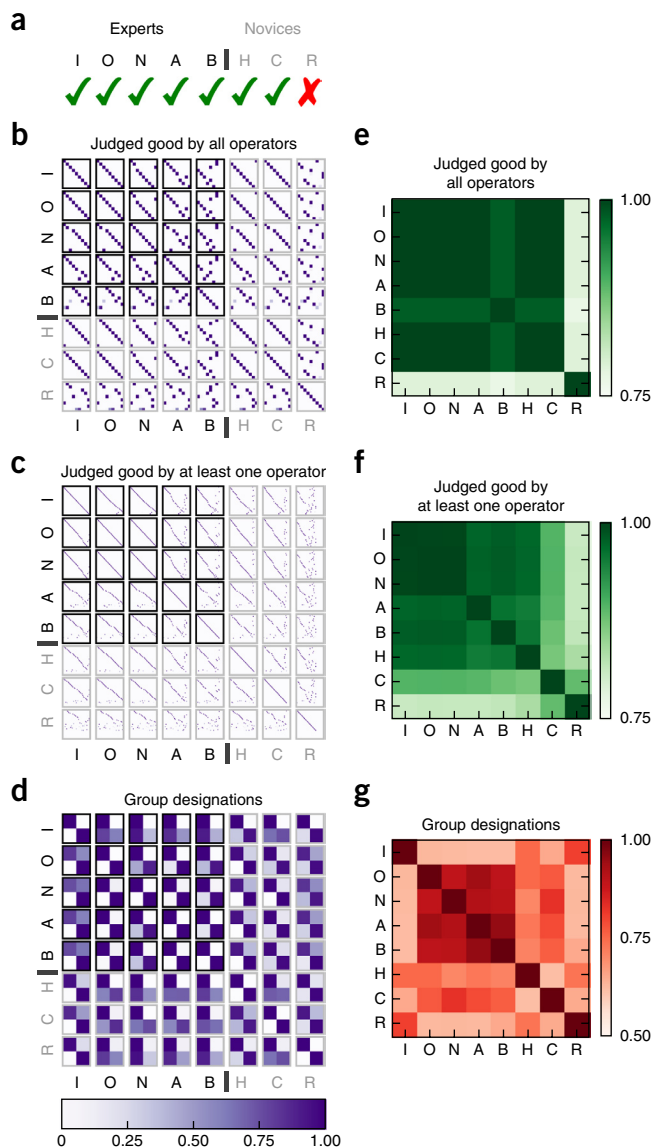 a
Experts Novices
I O N A B H C R
b
Judged good by all operators
I
O
N
A
B
H
C
R
I O N A B H C R
c
Judged good by at least one operator
I
O
N
A
B
H
C
R
I O N A B H C R
d
Group designations
I
O
N
A
B
H
C
R
I O N A B H C R
0 0.25 0.50 0.75 1.00
e
Judged good by
all operators
1.00
I
O
N
A
B
H
C
R
0.75
I O N A B H C R
f
Judged good by
at least one operator
1.00
I
O
N
A
B
H
C
R
0.75
I O N A B H C R
g
Group designations
1.00
I
O
N
A
0.75
B
H
C
R
0.50
I O N A B H C R